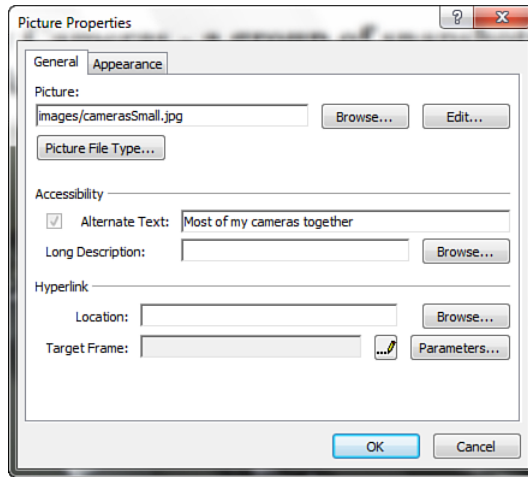 Picture Properties
General Appearance
Picture:
images/camerasSmall.jpg Browse... Edit...
Picture File Type...
Accessibility
Alternate Text: Most of my cameras together
Long Description: Browse...
Hyperlink
Location: Browse...
Target Frame: Parameters...
OK Cancel